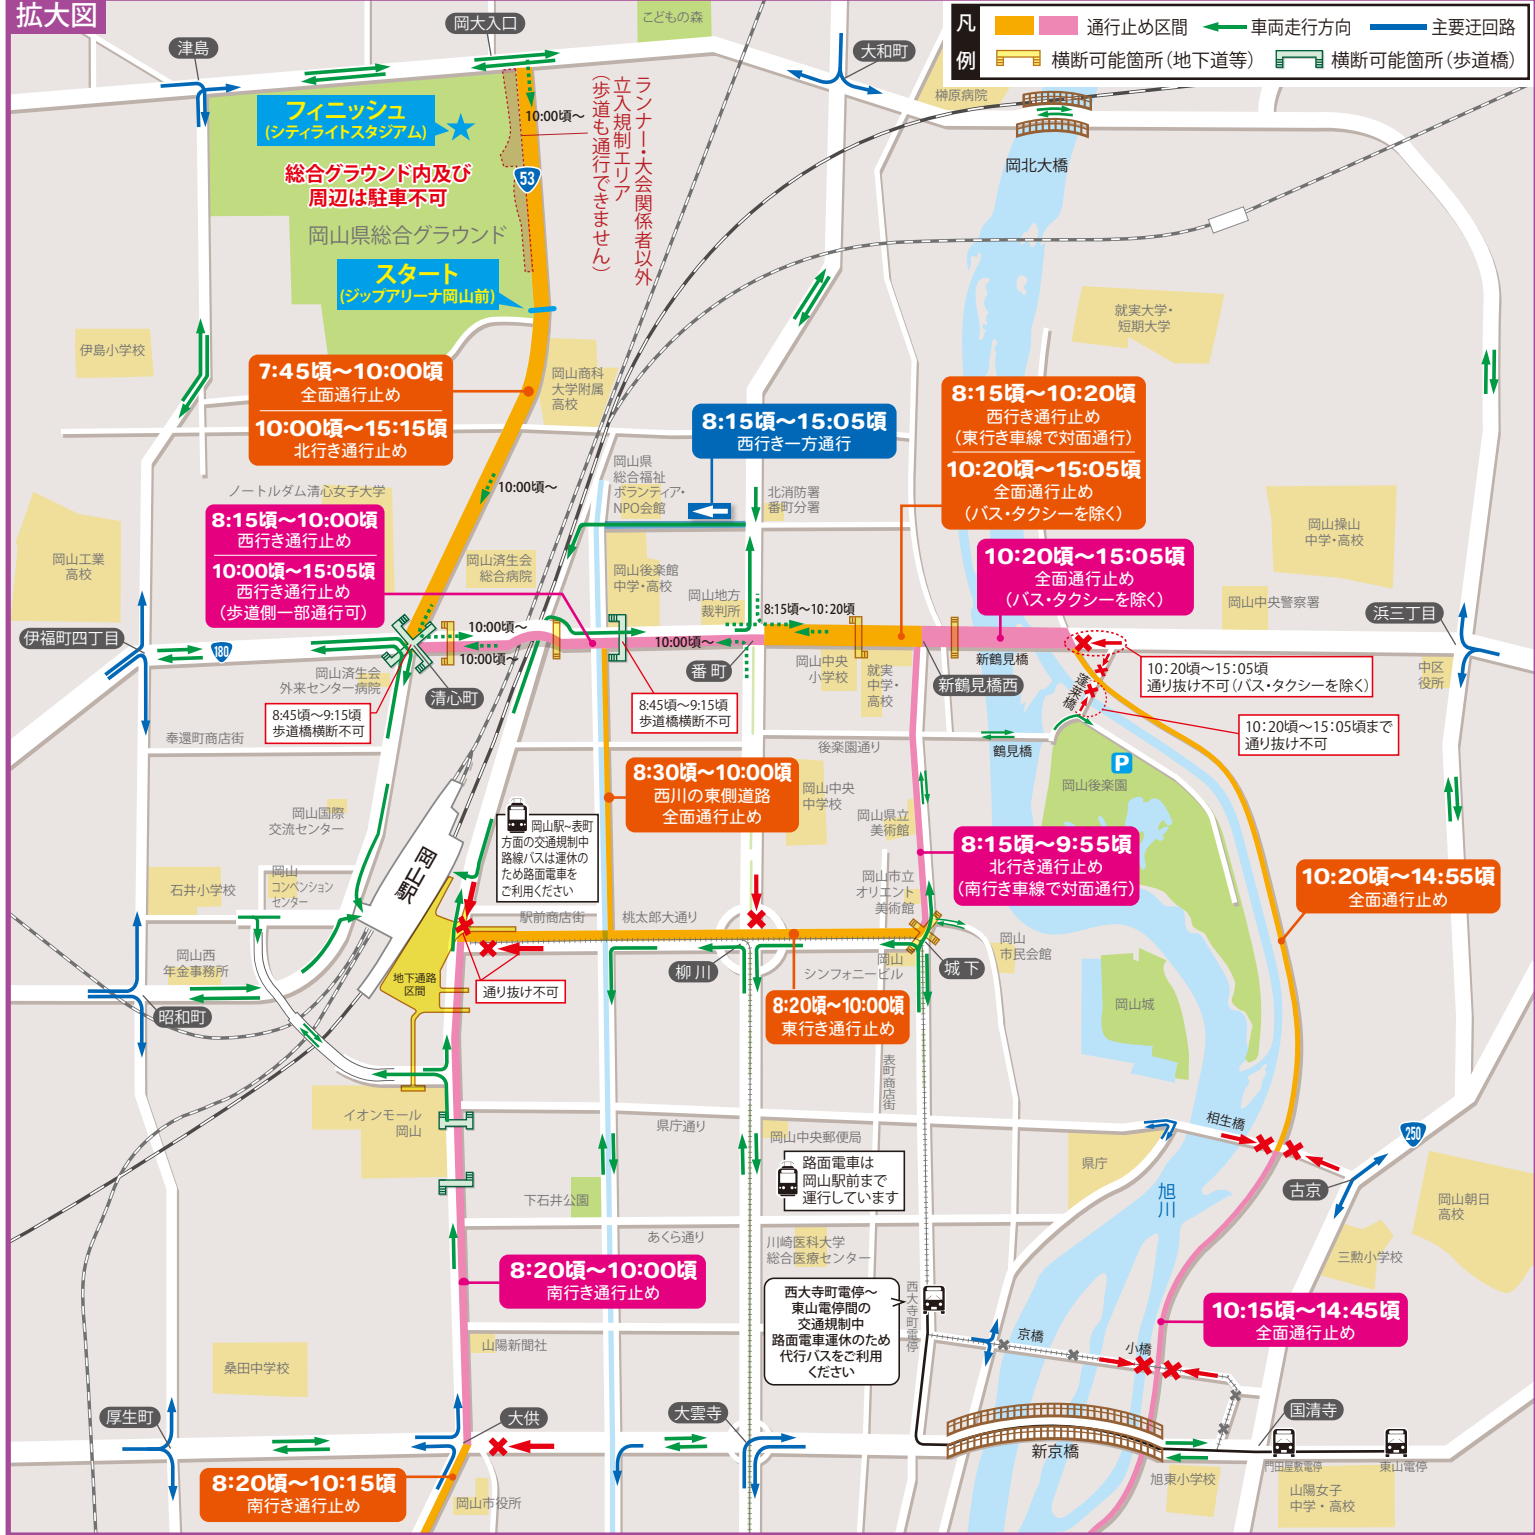 拡大図
凡例
通行止め区間
車両走行方向
主要迂回路
横断可能箇所(地下道等)
横断可能箇所(歩道橋)
津島
岡大入口
こどもの森
大和町
榊原病院
岡北大橋
フィニッシュ
(シティライトスタジアム)
総合グラウンド内及び
周辺は駐車不可
岡山県総合グラウンド
スタート
(ジップアリーナ岡山前)
10:00頃〜
53
ランナー・大会関係者以外
立入規制エリア
(歩道も通行できません)
就実大学・
短期大学
伊島小学校
7:45頃〜10:00頃
全面通行止め
10:00頃〜15:15頃
北行き通行止め
岡山商科
大学附属
高校
8:15頃〜15:05頃
西行き一方通行
8:15頃〜10:20頃
西行き通行止め
(東行き車線で対面通行)
10:20頃〜15:05頃
全面通行止め
(バス・タクシーを除く)
ノートルダム清心女子大学
10:00頃〜
岡山県
総合福祉
ボランティア・
NPO会館
北消防署
番町分署
8:15頃〜10:00頃
西行き通行止め
10:00頃〜15:05頃
西行き通行止め
(歩道側一部通行可)
岡山工業
高校
岡山済生会
総合病院
岡山後楽館
中学・高校
岡山地方
裁判所
8:15頃〜10:20頃
10:20頃〜15:05頃
全面通行止め
(バス・タクシーを除く)
岡山操山
中学・高校
岡山中央警察署
浜三丁目
伊福町四丁目
180
10:00頃〜
10:00頃〜
10:00頃〜
岡山済生会
外来センター病院
清心町
番町
岡山中央
小学校
就実
中学・
高校
新鶴見橋西
新鶴見橋
蓬莱橋
10:20頃〜15:05頃
通り抜け不可(バス・タクシーを除く)
中区
役所
8:45頃〜9:15頃
歩道橋横断不可
8:45頃〜9:15頃
歩道橋横断不可
10:20頃〜15:05頃まで
通り抜け不可
奉還町商店街
後楽園通り
鶴見橋
P
岡山後楽園
8:30頃〜10:00頃
西川の東側道路
全面通行止め
岡山中央
中学校
岡山県立
美術館
岡山国際
交流センター
岡山駅〜表町
方面の交通規制中
路線バスは運休の
ため路面電車を
ご利用ください
8:15頃〜9:55頃
北行き通行止め
(南行き車線で対面通行)
岡山駅
石井小学校
岡山
コンベンション
センター
岡山市立
オリエント
美術館
10:20頃〜14:55頃
全面通行止め
駅前商店街
桃太郎大通り
岡山西
年金事務所
地下通路
区間
通り抜け不可
柳川
岡山
シンフォニービル
城下
岡山
市民会館
昭和町
8:20頃〜10:00頃
東行き通行止め
岡山城
表町商店街
イオンモール
岡山
県庁通り
岡山中央郵便局
相生橋
250
路面電車は
岡山駅前まで
運行しています
県庁
古京
岡山朝日
高校
下石井公園
旭川
あくら通り
川崎医科大学
総合医療センター
三勲小学校
8:20頃〜10:00頃
南行き通行止め
西大寺町電停〜
東山電停間の
交通規制中
路面電車運休のため
代行バスをご利用
ください
西大寺町電停
10:15頃〜14:45頃
全面通行止め
京橋
小橋
山陽新聞社
桑田中学校
厚生町
大供
大雲寺
国清寺
新京橋
門田屋敷電停
東山電停
8:20頃〜10:15頃
南行き通行止め
岡山市役所
旭東小学校
山陽女子
中学・高校